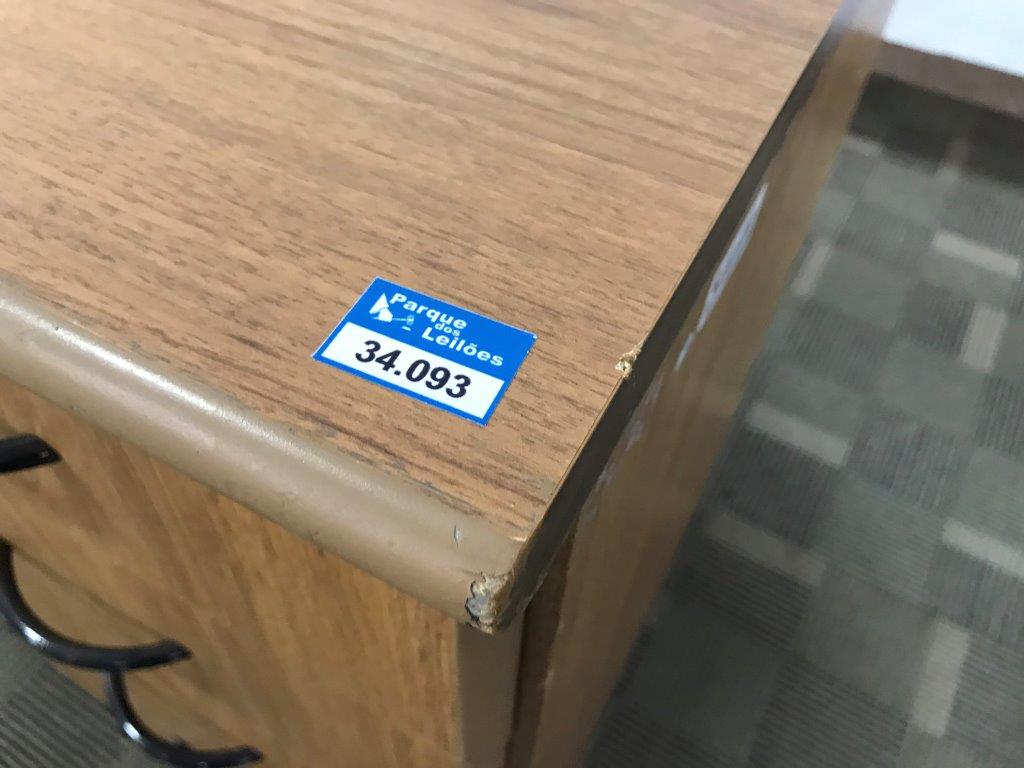 Parque
dos
Leilões
34.093